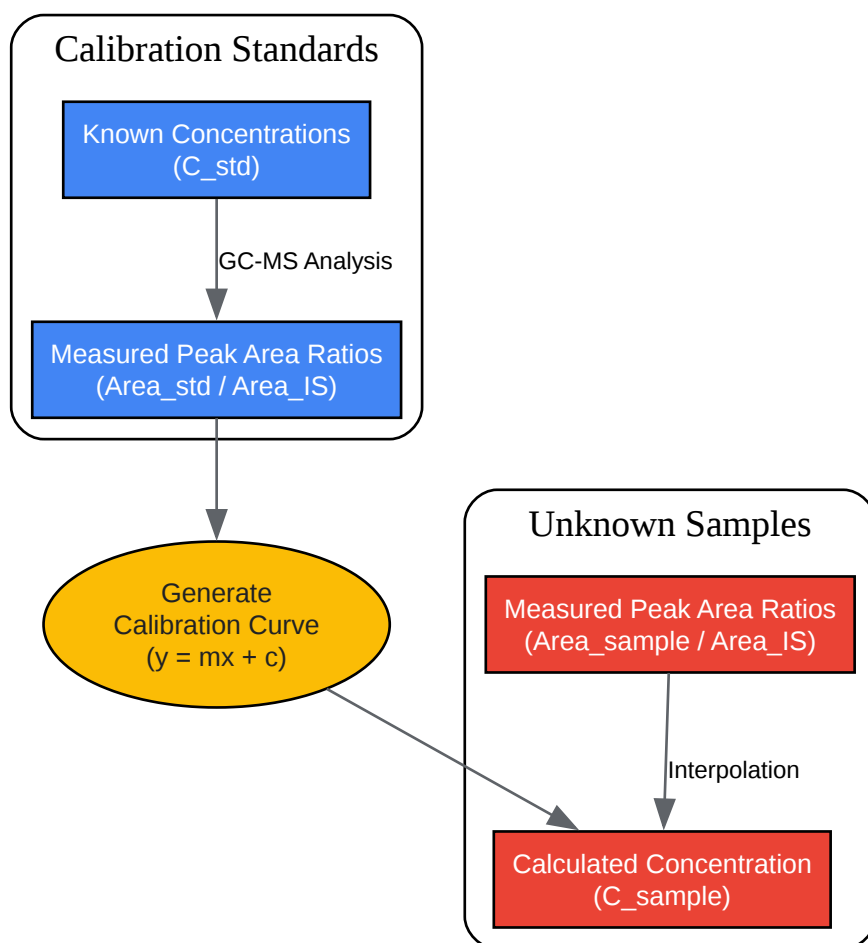 Calibration Standards
Known Concentrations
(C_std)
GC-MS Analysis
Measured Peak Area Ratios
(Area_std / Area_IS)
Generate
Calibration Curve
(y = mx + c)
Unknown Samples
Measured Peak Area Ratios
(Area_sample / Area_IS)
Interpolation
Calculated Concentration
(C_sample)